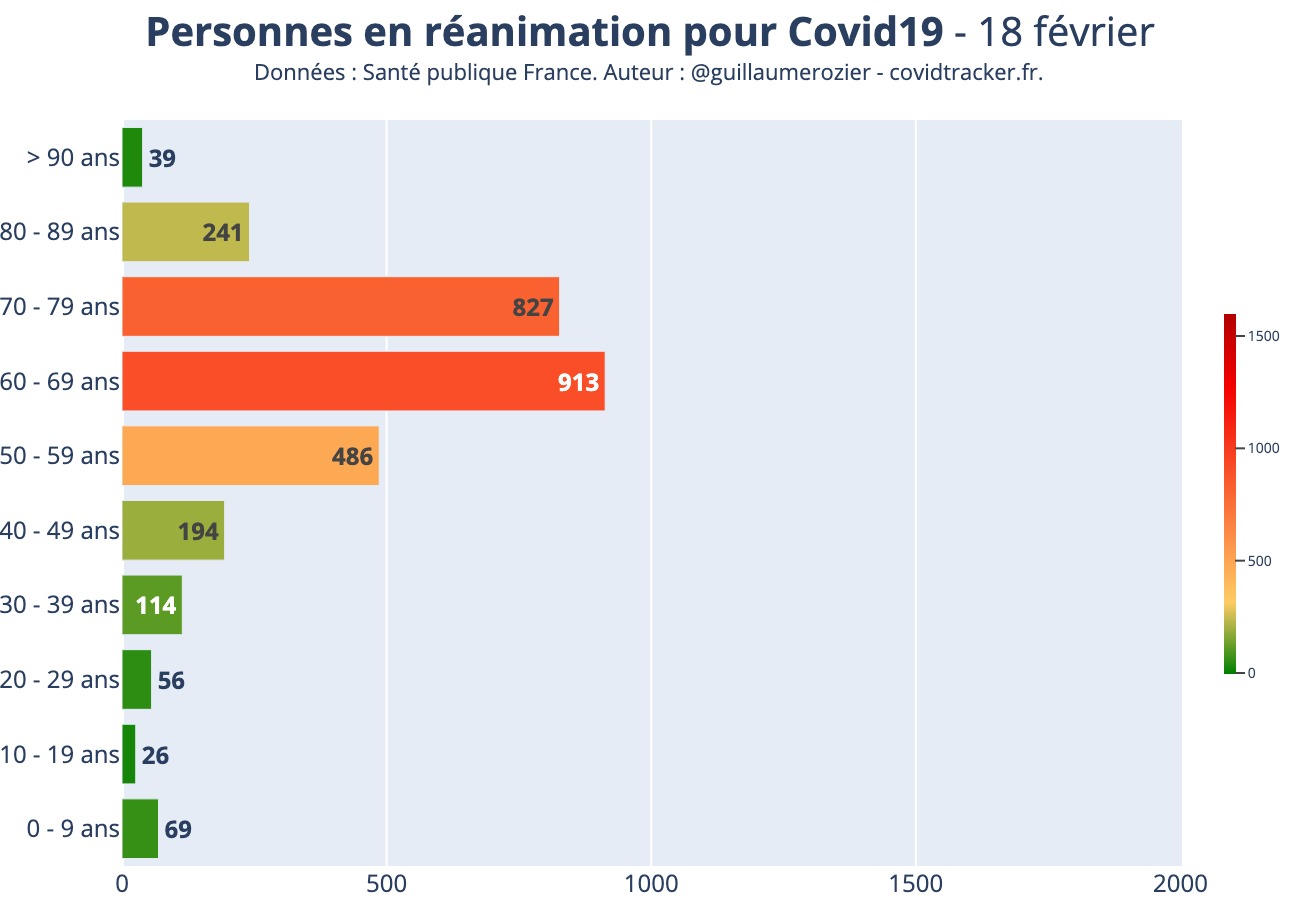 Personnes en réanimation pour Covid19 - 18 février
Données : Santé publique France. Auteur : @guillaumerozier - covidtracker.fr.
> 90 ans 39
80 - 89 ans 241
70 - 79 ans 827
60 - 69 ans 913
50 - 59 ans 486
40 - 49 ans 194
30 - 39 ans 114
20 - 29 ans 56
10 - 19 ans 26
0 - 9 ans 69
0 500 1000 1500 2000
1500
1000
500
0